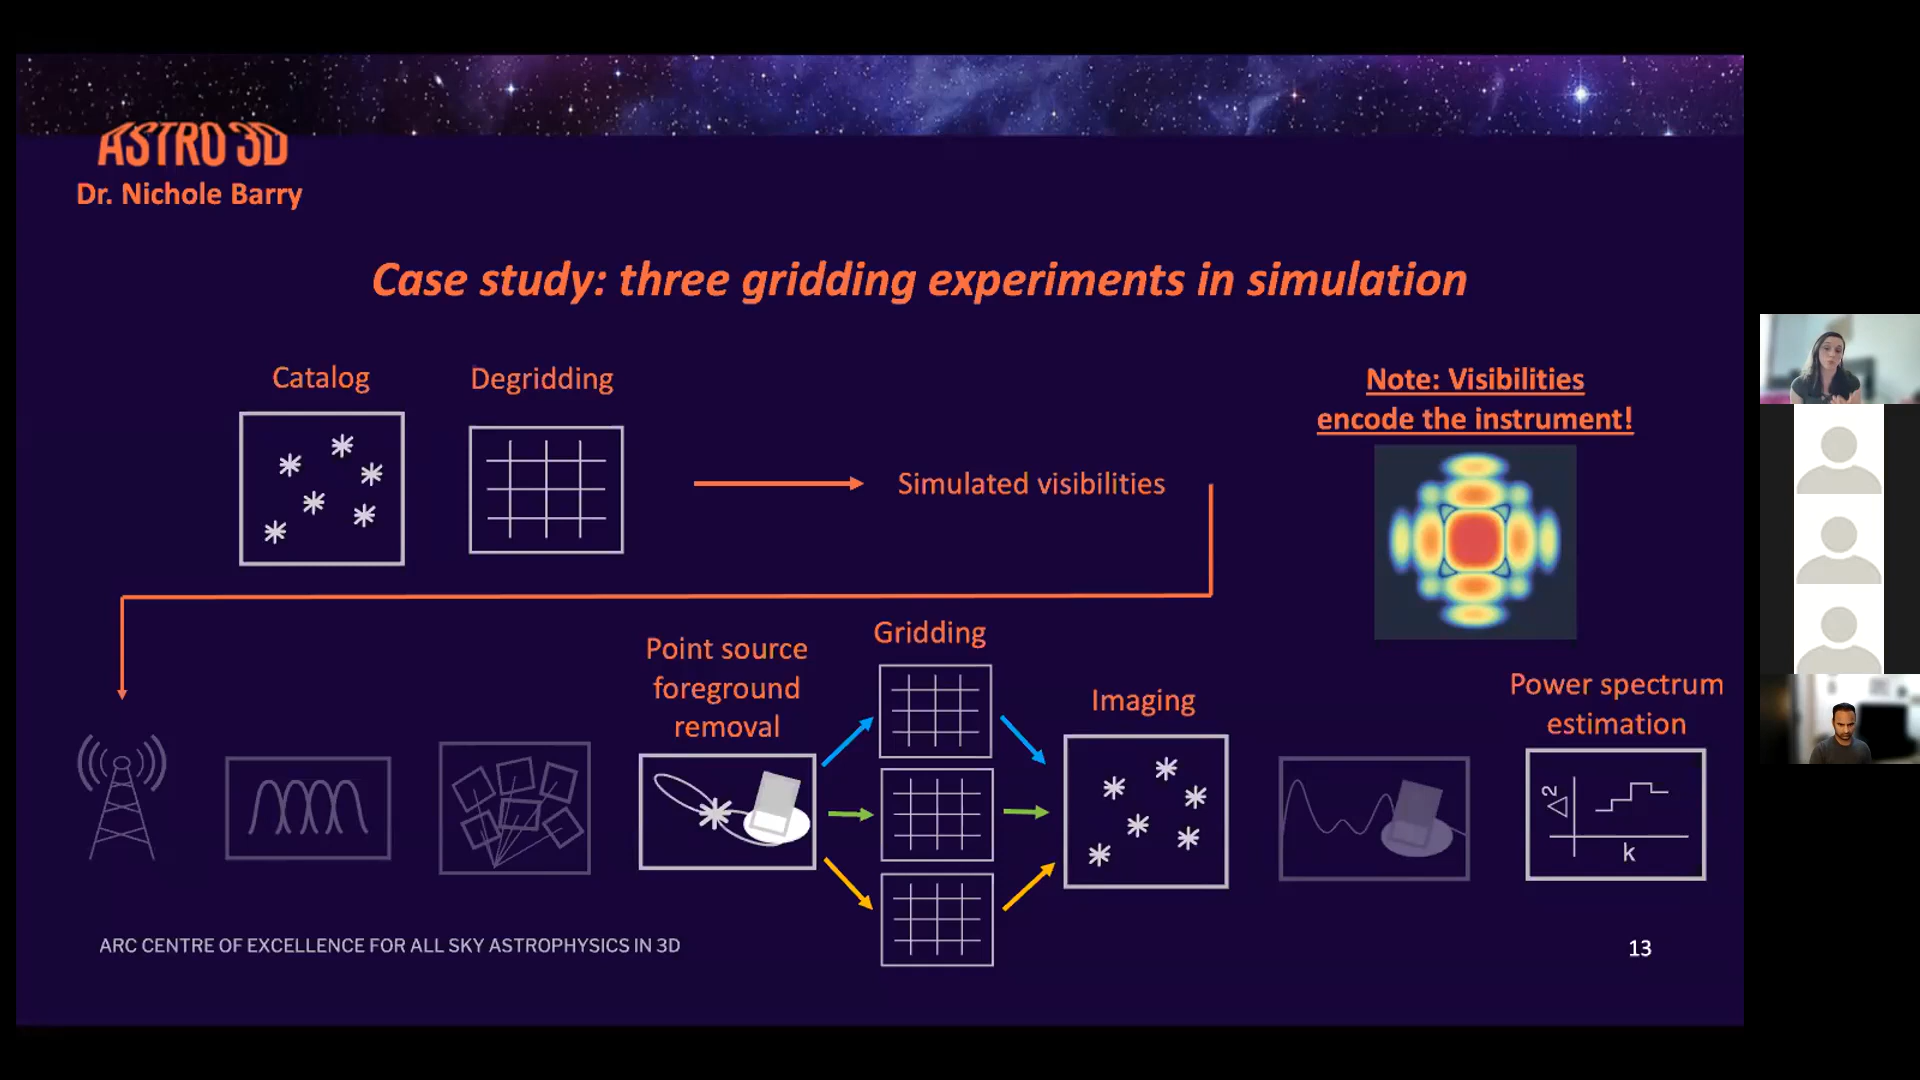 ASTRO 3D
Dr. Nichole Barry
Case study: three gridding experiments in simulation
Catalog
Degridding
Simulated visibilities
Note: Visibilities
encode the instrument!
Point source
foreground
removal
Gridding
Imaging
Power spectrum
estimation
Δ2
k
ARC CENTRE OF EXCELLENCE FOR ALL SKY ASTROPHYSICS IN 3D
13